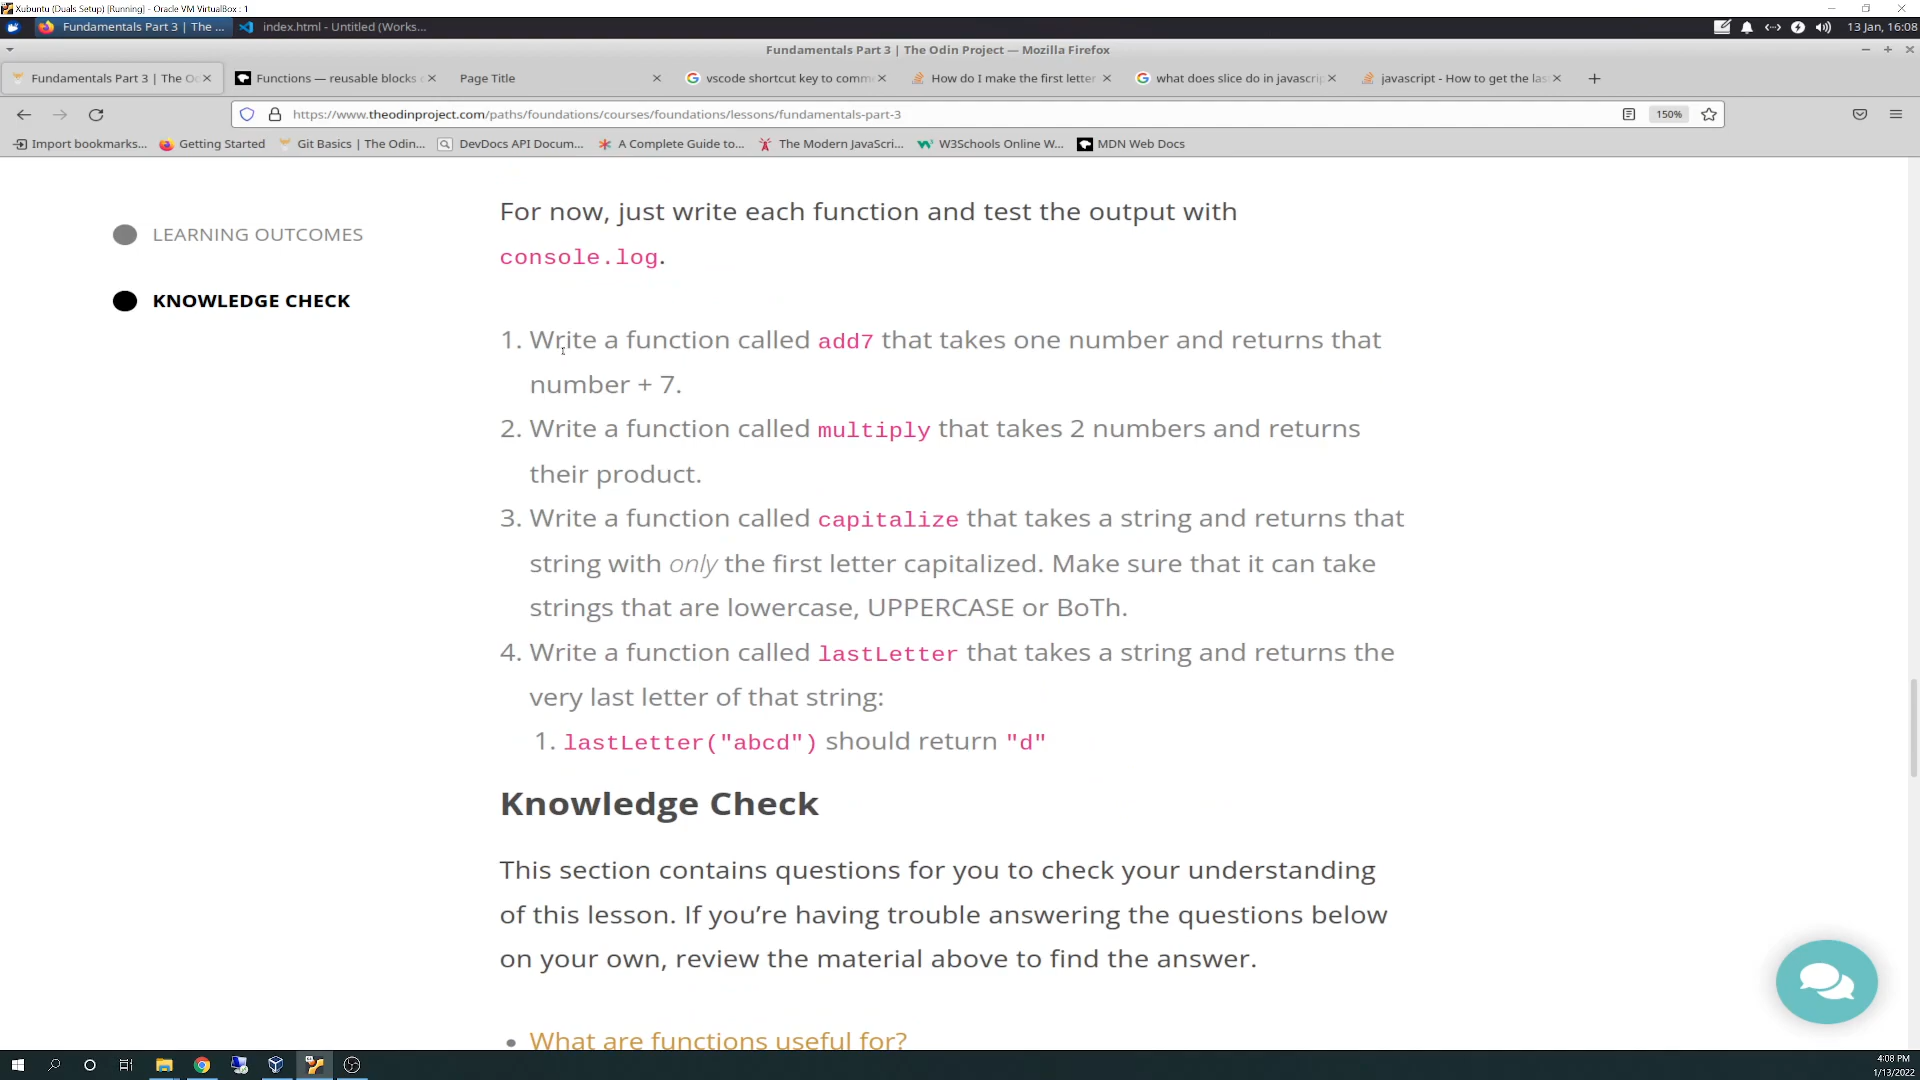 Xubuntu (Duals Setup) [Running] - Oracle VM VirtualBox : 1
Fundamentals Part 3 | The ...
index.html - Untitled (Works...
13 Jan, 16:08
Fundamentals Part 3 | The Odin Project — Mozilla Firefox
Fundamentals Part 3 | The Od
Functions — reusable blocks
Page Title
vscode shortcut key to comm
How do I make the first letter
what does slice do in javascrip
javascript - How to get the las
https://www.theodinproject.com/paths/foundations/courses/foundations/lessons/fundamentals-part-3
150%
Import bookmarks...
Getting Started
Git Basics | The Odin...
DevDocs API Docum...
A Complete Guide to...
The Modern JavaScri...
W3Schools Online W...
MDN Web Docs
LEARNING OUTCOMES
KNOWLEDGE CHECK
For now, just write each function and test the output with
console.log.
1. Write a function called add7 that takes one number and returns that
number + 7.
2. Write a function called multiply that takes 2 numbers and returns
their product.
3. Write a function called capitalize that takes a string and returns that
string with only the first letter capitalized. Make sure that it can take
strings that are lowercase, UPPERCASE or BoTh.
4. Write a function called lastLetter that takes a string and returns the
very last letter of that string:
1. lastLetter("abcd") should return "d"
Knowledge Check
This section contains questions for you to check your understanding
of this lesson. If you’re having trouble answering the questions below
on your own, review the material above to find the answer.
• What are functions useful for?
4:08 PM
1/13/2022